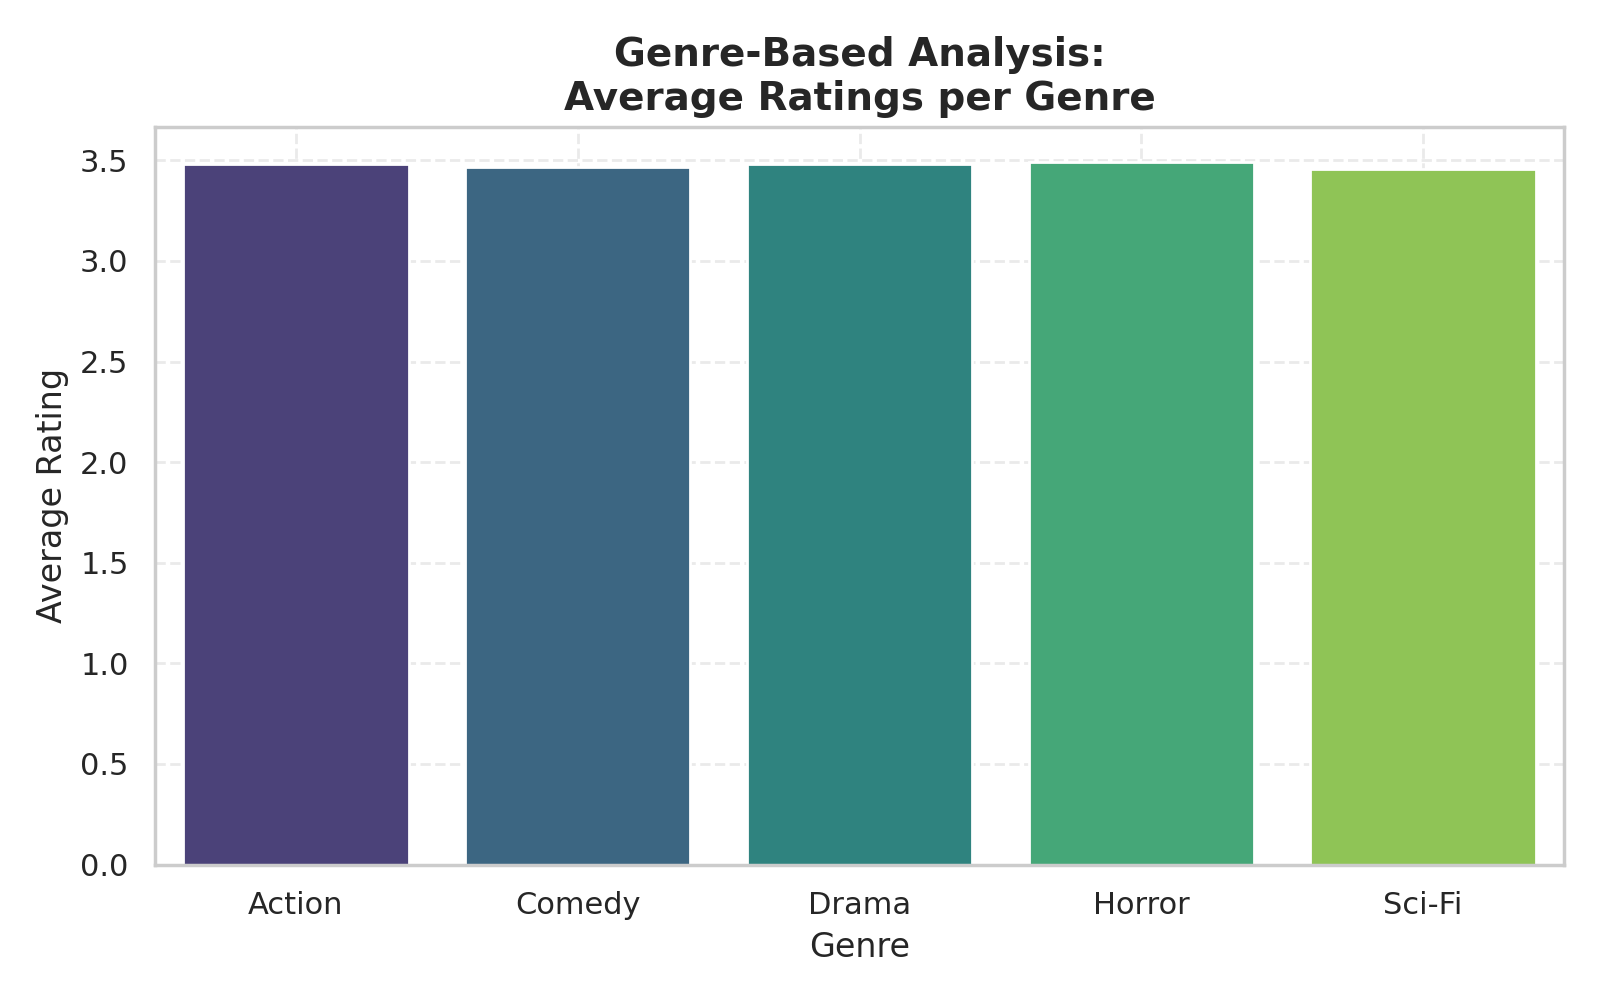 Genre-Based Analysis:
Average Ratings per Genre
3.5
3.0
2.5
2.0
1.5
1.0
0.5
0.0
Average Rating
Action
Comedy
Drama
Horror
Sci-Fi
Genre